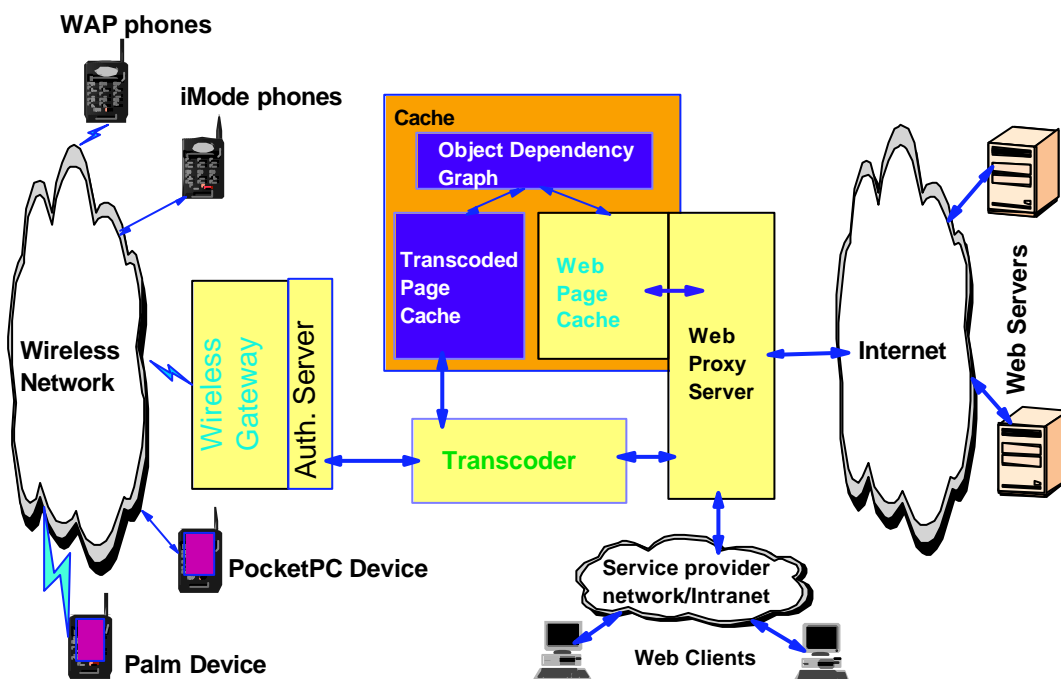 WAP phones
iMode phones
Cache
Object Dependency
Graph
Transcoded
Page
Cache
Web
Page
Cache
Web
Proxy
Server
Wireless
Network
Wireless
Gateway
Auth. Server
Internet
Web Servers
Transcoder
PocketPC Device
Palm Device
Service provider
network/Intranet
Web Clients